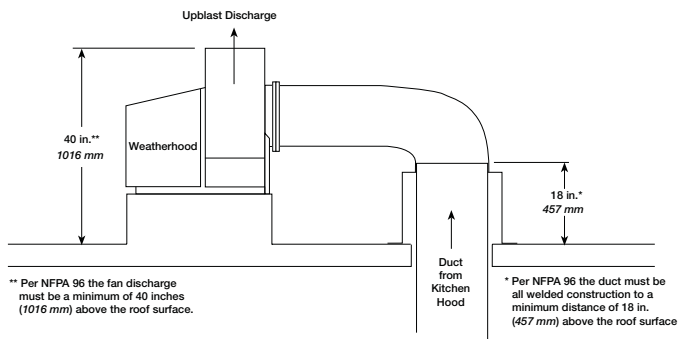 Upblast Discharge
40 in.**
1016 mm
Weatherhood
18 in.*
457 mm
Duct
from
Kitchen
Hood
** Per NFPA 96 the fan discharge
must be a minimum of 40 inches
(1016 mm) above the roof surface.
* Per NFPA 96 the duct must be
all welded construction to a
minimum distance of 18 in.
(457 mm) above the roof surface